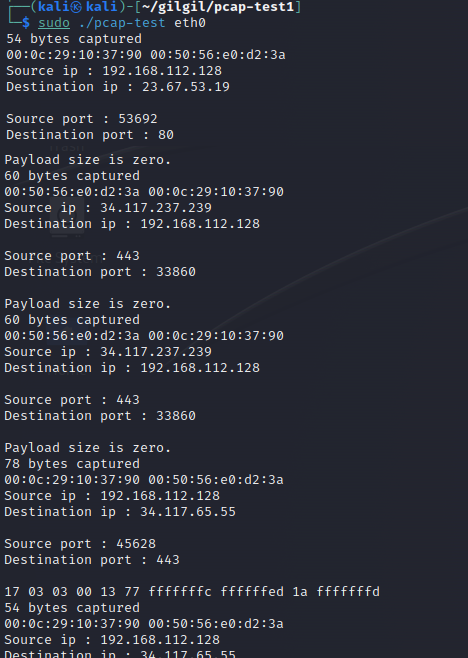 ┌──(kali㉿kali)-[~/gilgil/pcap-test1]
└─$ sudo ./pcap-test eth0
54 bytes captured
00:0c:29:10:37:90 00:50:56:e0:d2:3a
Source ip : 192.168.112.128
Destination ip : 23.67.53.19
Source port : 53692
Destination port : 80
Payload size is zero.
60 bytes captured
00:50:56:e0:d2:3a 00:0c:29:10:37:90
Source ip : 34.117.237.239
Destination ip : 192.168.112.128
Source port : 443
Destination port : 33860
Payload size is zero.
60 bytes captured
00:50:56:e0:d2:3a 00:0c:29:10:37:90
Source ip : 34.117.237.239
Destination ip : 192.168.112.128
Source port : 443
Destination port : 33860
Payload size is zero.
78 bytes captured
00:0c:29:10:37:90 00:50:56:e0:d2:3a
Source ip : 192.168.112.128
Destination ip : 34.117.65.55
Source port : 45628
Destination port : 443
17 03 03 00 13 77 fffffffc ffffffed 1a fffffffd
54 bytes captured
00:0c:29:10:37:90 00:50:56:e0:d2:3a
Source ip : 192.168.112.128
Destination ip : 34.117.65.55